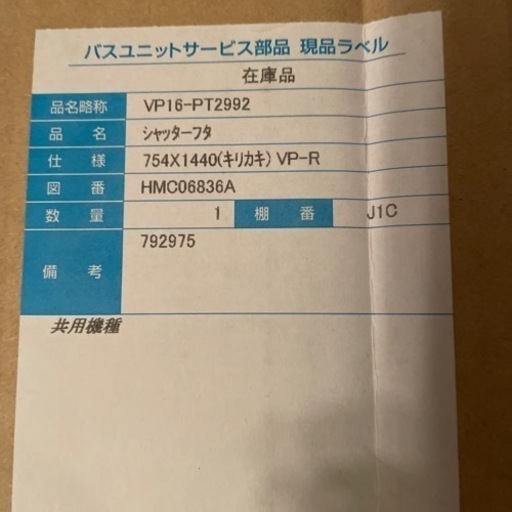 バスユニットサービス部品 現品ラベル
在庫品
品名略称 VP16-PT2992
品名 シャッターフタ
仕様 754X1440(キリカキ) VP-R
図番 HMC06836A
数量 1 棚番 J1C
備考 792975
共用機種